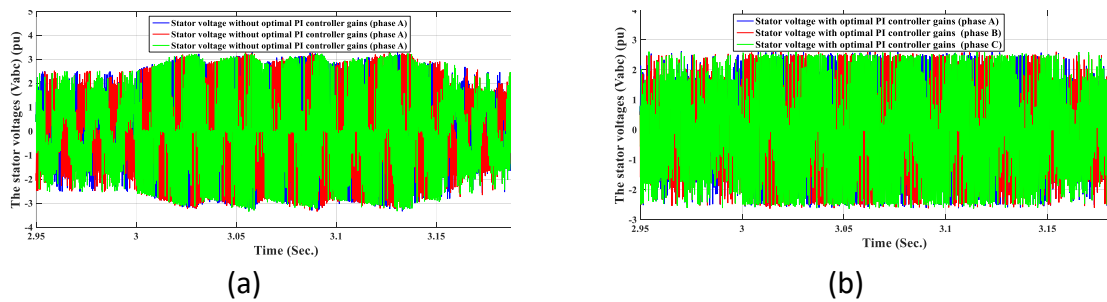 Stator voltage without optimal PI controller gains (phase A)
Stator voltage without optimal PI controller gains (phase A)
Stator voltage without optimal PI controller gains (phase A)
The stator voltages (Vabc) (pu)
5
4
3
2
1
0
-1
-2
-3
-4
2.95
3
3.05
3.1
3.15
Time (Sec.)
(a)
Stator voltage with optimal PI controller gains (phase A)
Stator voltage with optimal PI controller gains (phase B)
Stator voltage with optimal PI controller gains (phase C)
The stator voltages (Vabc) (pu)
4
3
2
1
0
-1
-2
-3
2.95
3
3.05
3.1
3.15
Time (Sec.)
(b)